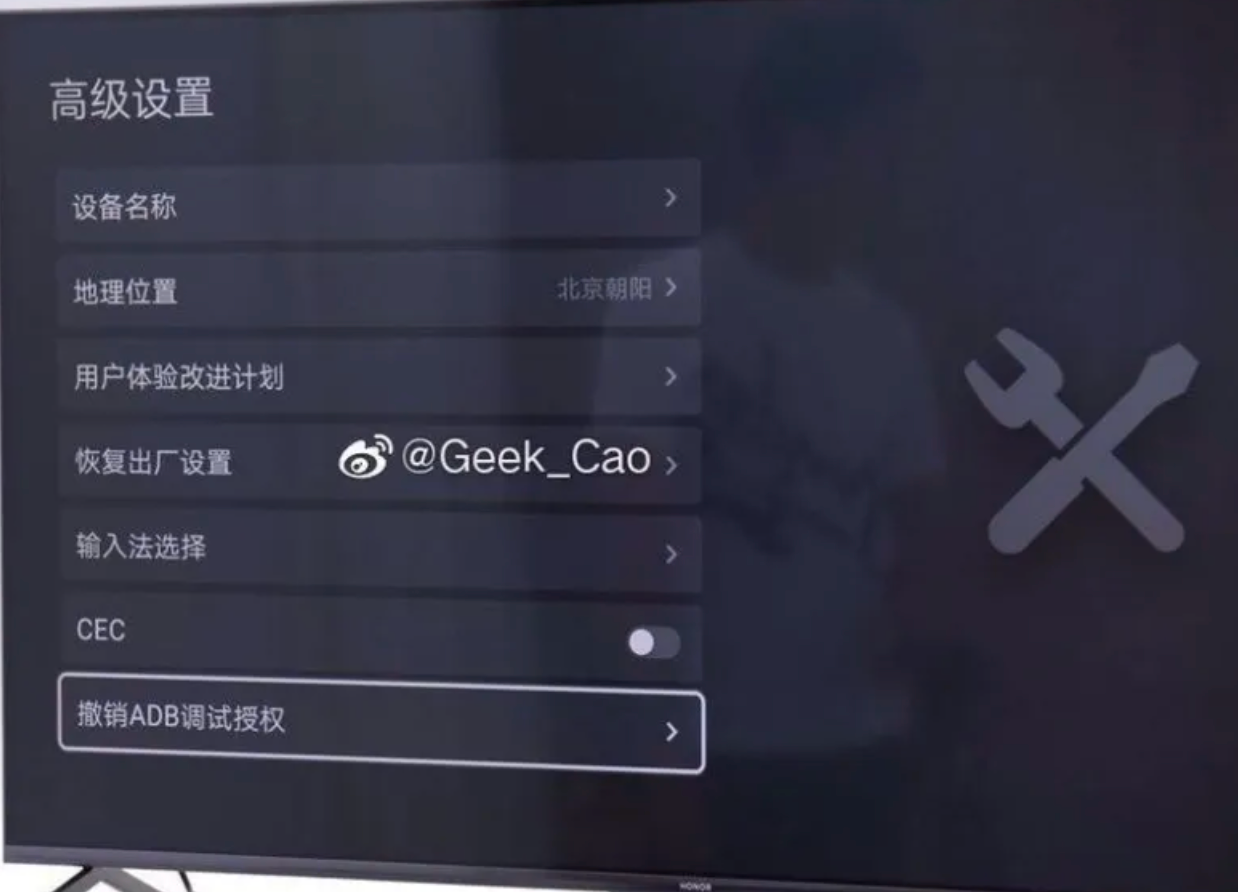 高级设置
设备名称
地理位置 北京朝阳
用户体验改进计划
恢复出厂设置 @Geek_Cao
输入法选择
CEC
撤销ADB调试授权
HONOR